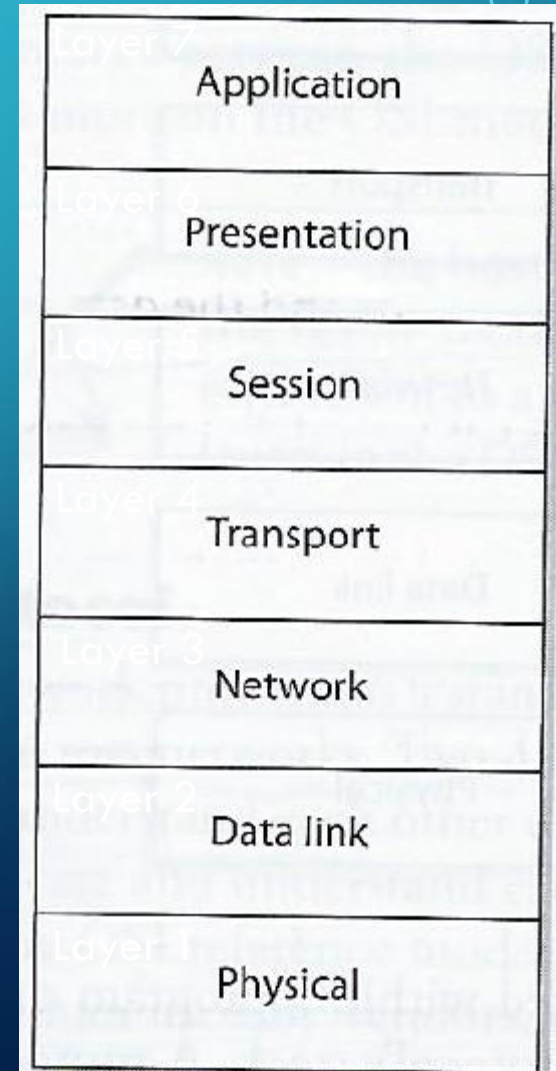 Layer 7
Application
Layer 6
Presentation
Layer 5
Session
Layer 4
Transport
Layer 3
Network
Layer 2
Data link
Layer 1
Physical